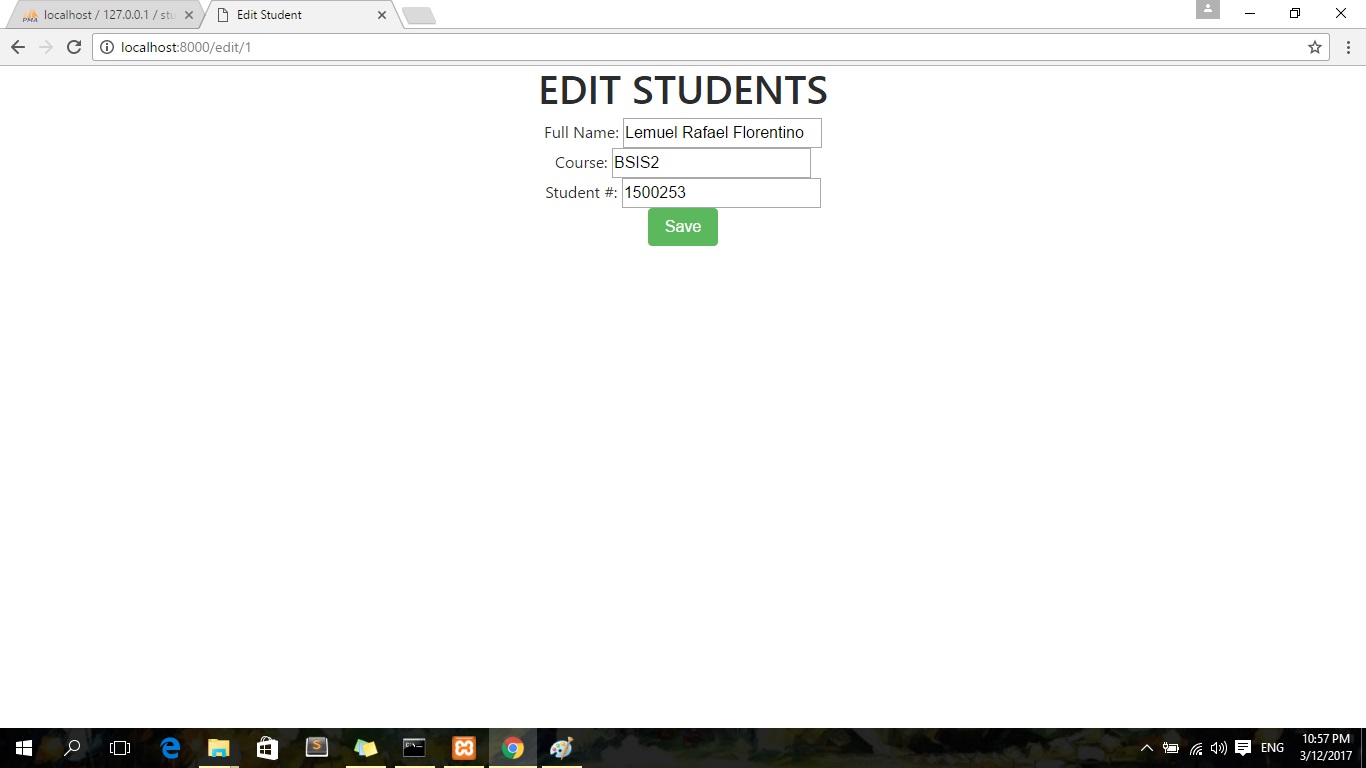 localhost / 127.0.0.1 / stu
Edit Student
localhost:8000/edit/1
EDIT STUDENTS
Full Name: Lemuel Rafael Florentino
Course: BSIS2
Student #: 1500253
Save
ENG
10:57 PM
3/12/2017